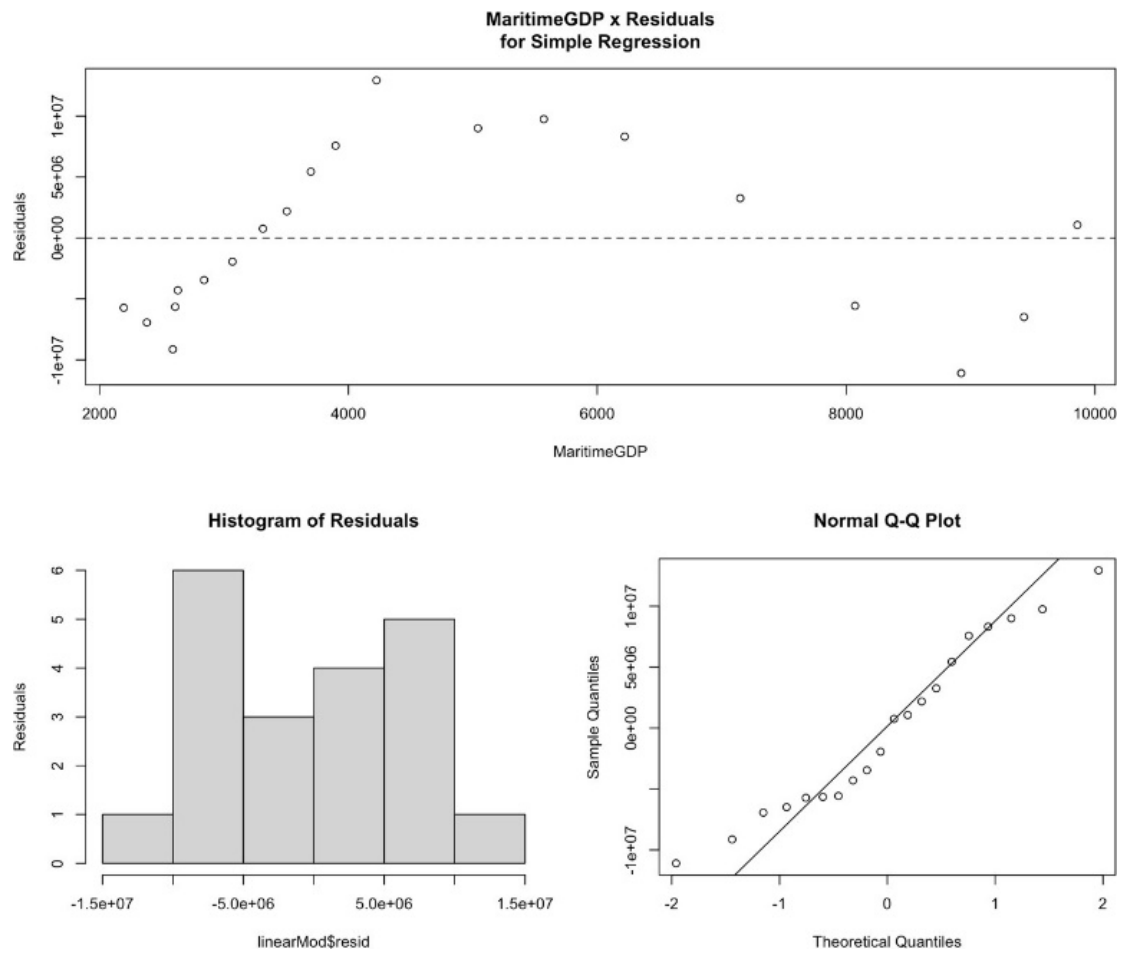 MaritimeGDP x Residuals
for Simple Regression
Residuals
1e+07
5e+06
0e+00
-1e+07
2000 4000 6000 8000 10000
MaritimeGDP
Histogram of Residuals
Residuals
6
5
4
3
2
1
0
-1.5e+07 -5.0e+06 5.0e+06 1.5e+07
linearMod$resid
Normal Q-Q Plot
Sample Quantiles
1e+07
5e+06
0e+00
-1e+07
-2 -1 0 1 2
Theoretical Quantiles